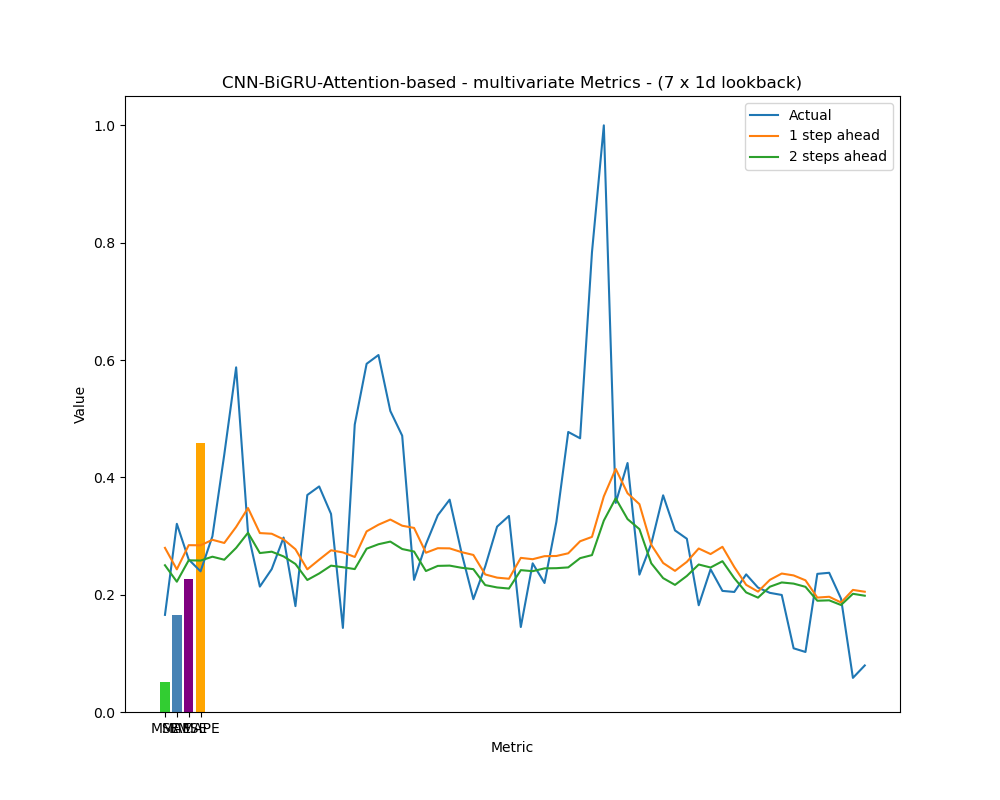 CNN-BiGRU-Attention-based - multivariate Metrics - (7 x 1d lookback)
Actual
1 step ahead
2 steps ahead
1.0
0.8
0.6
0.4
0.2
0.0
Value
Metric